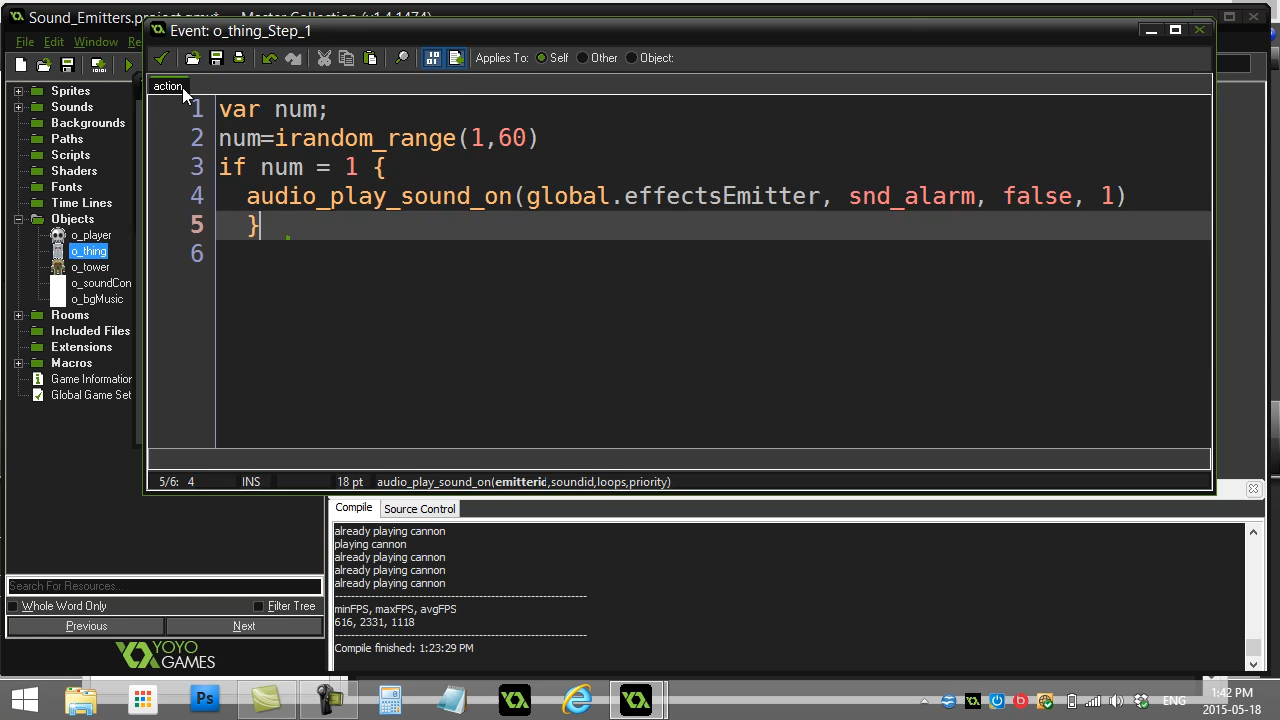 Sound_Emitters.project.gmx* - Master Collection (v1.4.1474)
Event: o_thing_Step_1
File Edit Window Re
Applies To: Self Other Object:
action
1 var num;
2 num=irandom_range(1,60)
3 if num = 1 {
4 audio_play_sound_on(global.effectsEmitter, snd_alarm, false, 1)
5 }
6
Sprites
Sounds
Backgrounds
Paths
Scripts
Shaders
Fonts
Time Lines
Objects
o_player
o_thing
o_tower
o_soundCon
o_bgMusic
Rooms
Included Files
Extensions
Macros
Game Information
Global Game Set
5/6: 4 INS 18 pt audio_play_sound_on(emitterid,soundid,loops,priority)
Compile Source Control
already playing cannon
playing cannon
already playing cannon
already playing cannon
already playing cannon
minFPS, maxFPS, avgFPS
616, 2331, 1118
Compile finished: 1:23:29 PM
Search For Resources...
Whole Word Only Filter Tree
Previous Next
YOYO
GAMES
Ps
ENG
1:42 PM
2015-05-18